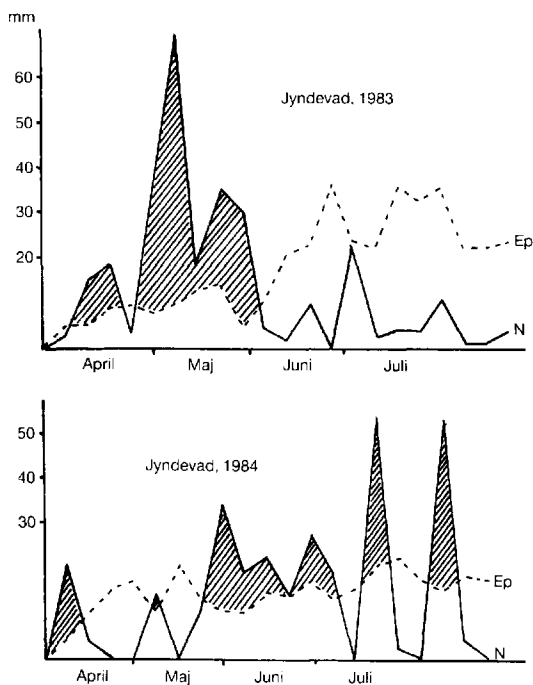 mm
60
50
40
30
20
Jyndevad, 1983
Ep
N
April Maj Juni Juli
50
40
30
Jyndevad, 1984
Ep
N
April Maj Juni Juli